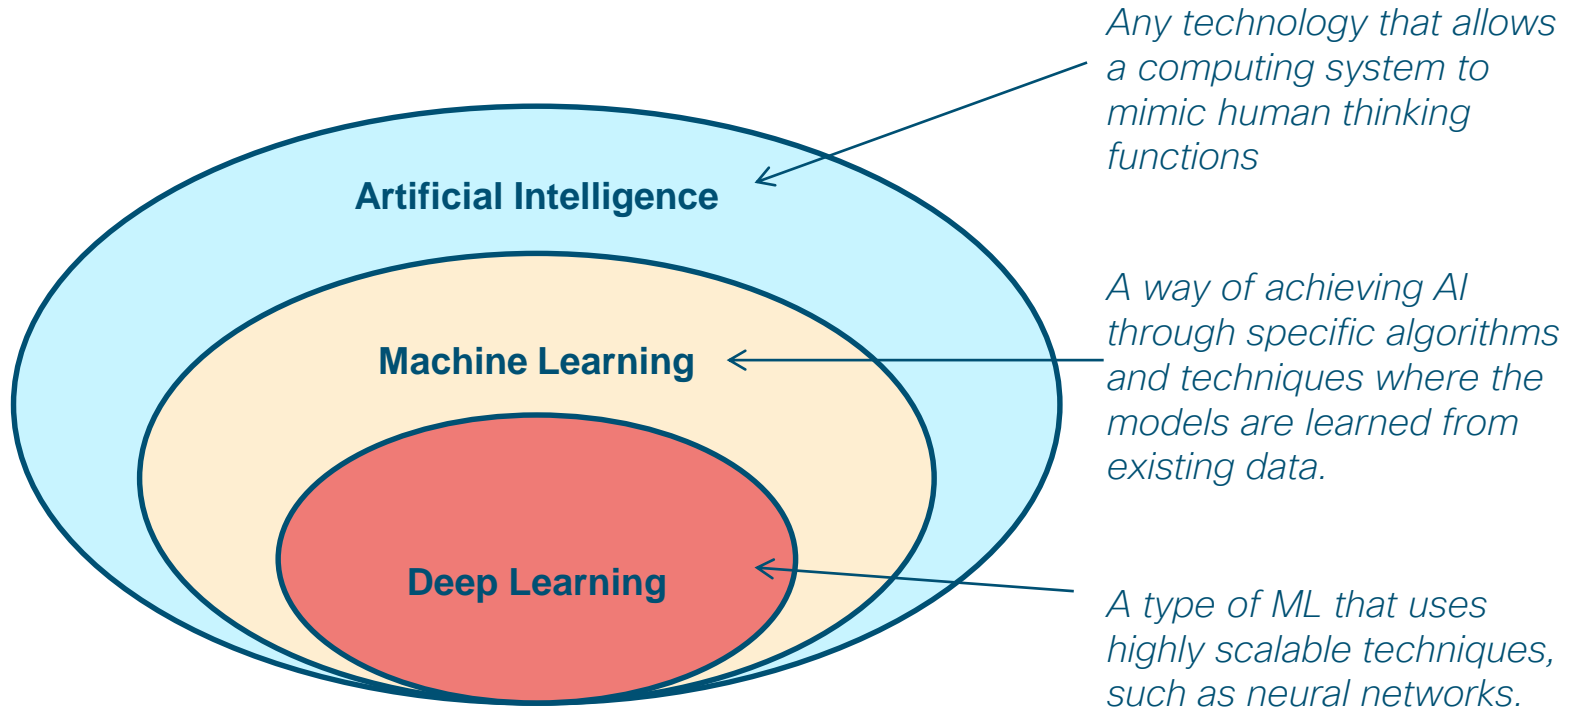 Any technology that allows
a computing system to
mimic human thinking
functions
Artificial Intelligence
A way of achieving AI
through specific algorithms
and techniques where the
models are learned from
existing data.
Machine Learning
Deep Learning
A type of ML that uses
highly scalable techniques,
such as neural networks.